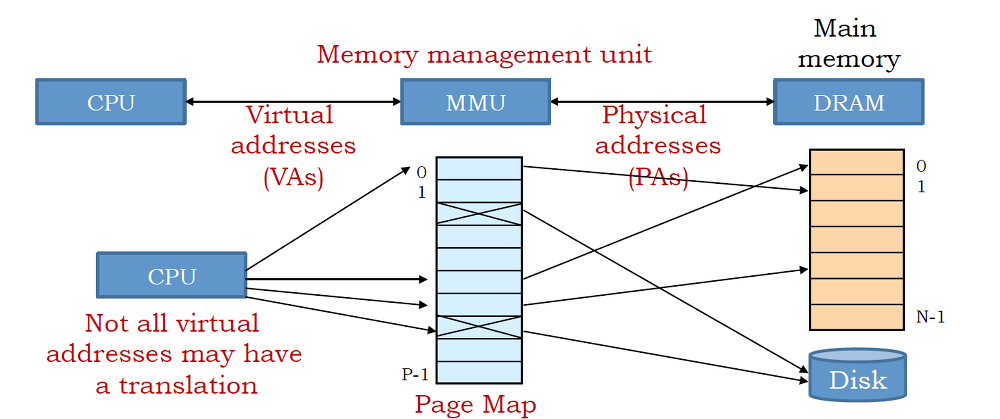 Main
memory
Memory management unit
CPU
MMU
DRAM
Virtual
addresses
(VAs)
Physical
addresses
(PAs)
0
1
0
1
CPU
Not all virtual
addresses may have
a translation
N-1
P-1
Disk
Page Map